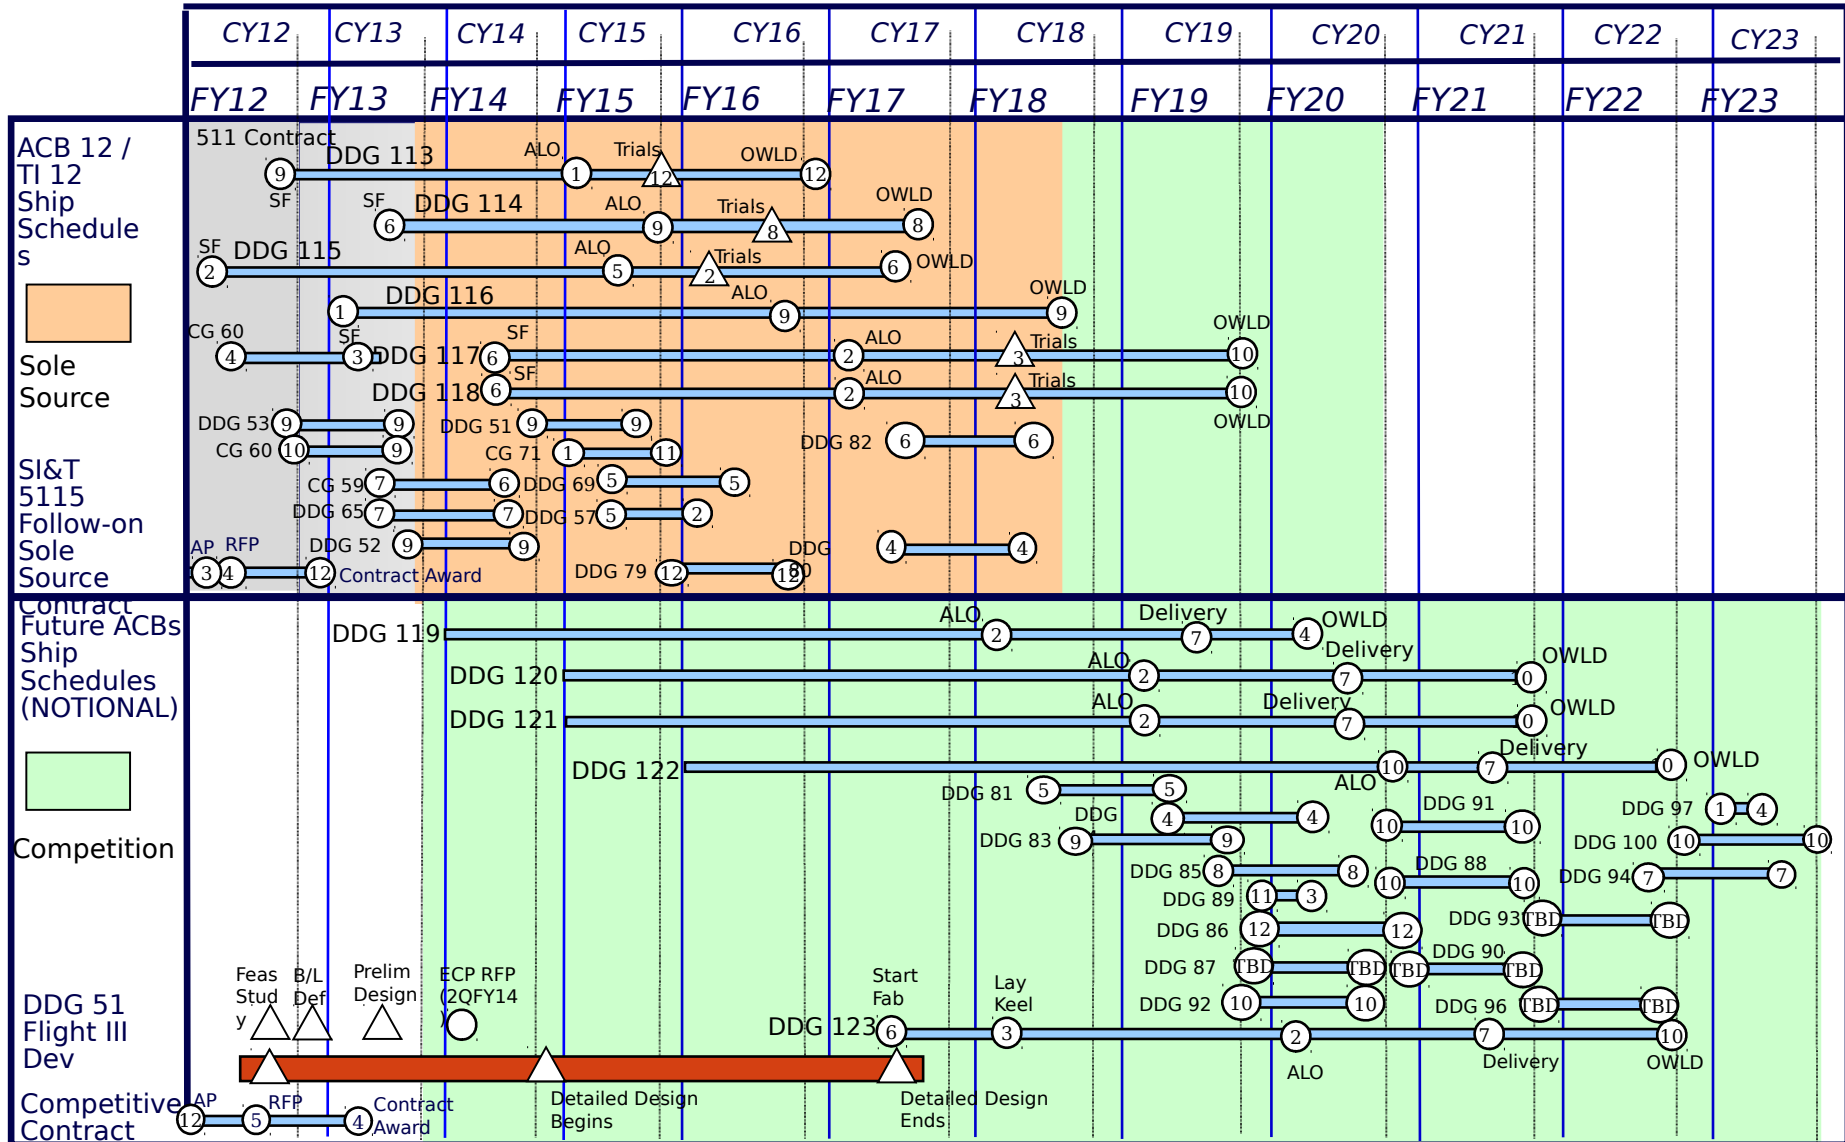 CY12 CY13 CY14 CY15 CY16 CY17 CY18 CY19 CY20 CY21 CY22 CY23
FY12 FY13 FY14 FY15 FY16 FY17 FY18 FY19 FY20 FY21 FY22 FY23
ACB 12 /
TI 12
Ship
Schedule
s
Sole
Source
SI&T
5115
Follow-on
Sole
Source
Contract
511 Contract
DDG 113 ALO Trials OWLD
9 1 12 12
SF
SF DDG 114 ALO Trials OWLD
6 9 8 8
SF DDG 115 ALO Trials OWLD
2 5 2 6
DDG 116 ALO OWLD
1 9 9
CG 60 SF DDG 117 SF ALO Trials OWLD
4 3 6 2 3 10
DDG 118 SF ALO Trials
6 2 3 10
OWLD
DDG 53 9 9 DDG 51 9 9
DDG 82 6 6
CG 60 10 9 CG 71 1 11
CG 59 7 6 DDG 69 5 5
DDG 65 7 7 DDG 57 5 2
DDG 52 9 9 DDG 80 4 4
AP RFP
3 4 12 Contract Award
DDG 79 12 12
Future ACBs
Ship
Schedules
(NOTIONAL)
Competition
DDG 119 ALO Delivery OWLD
2 7 4
DDG 120 ALO Delivery OWLD
2 7 10
DDG 121 ALO Delivery OWLD
2 7 0
DDG 122 ALO Delivery OWLD
10 7 0
DDG 81 5 5
DDG 4 4
DDG 91 10 10
DDG 97 1 4
DDG 83 9 9
DDG 100 10 10
DDG 85 8 8
DDG 88 10 10
DDG 94 7 7
DDG 89 11 3
DDG 93 TBD TBD
DDG 86 12 12
DDG 87 TBD TBD
DDG 90 TBD TBD
DDG 92 10 10
DDG 96 TBD TBD
DDG 51
Flight III
Dev
Feas
Stud
y
B/L
Def
Prelim
Design
ECP RFP
(2QFY14
)
Start
Fab
Lay
Keel
DDG 123 6 3 2 7 10
ALO
Delivery
OWLD
Detailed Design
Begins
Detailed Design
Ends
Competitive
Contract
AP RFP
12 5 4
Contract
Award